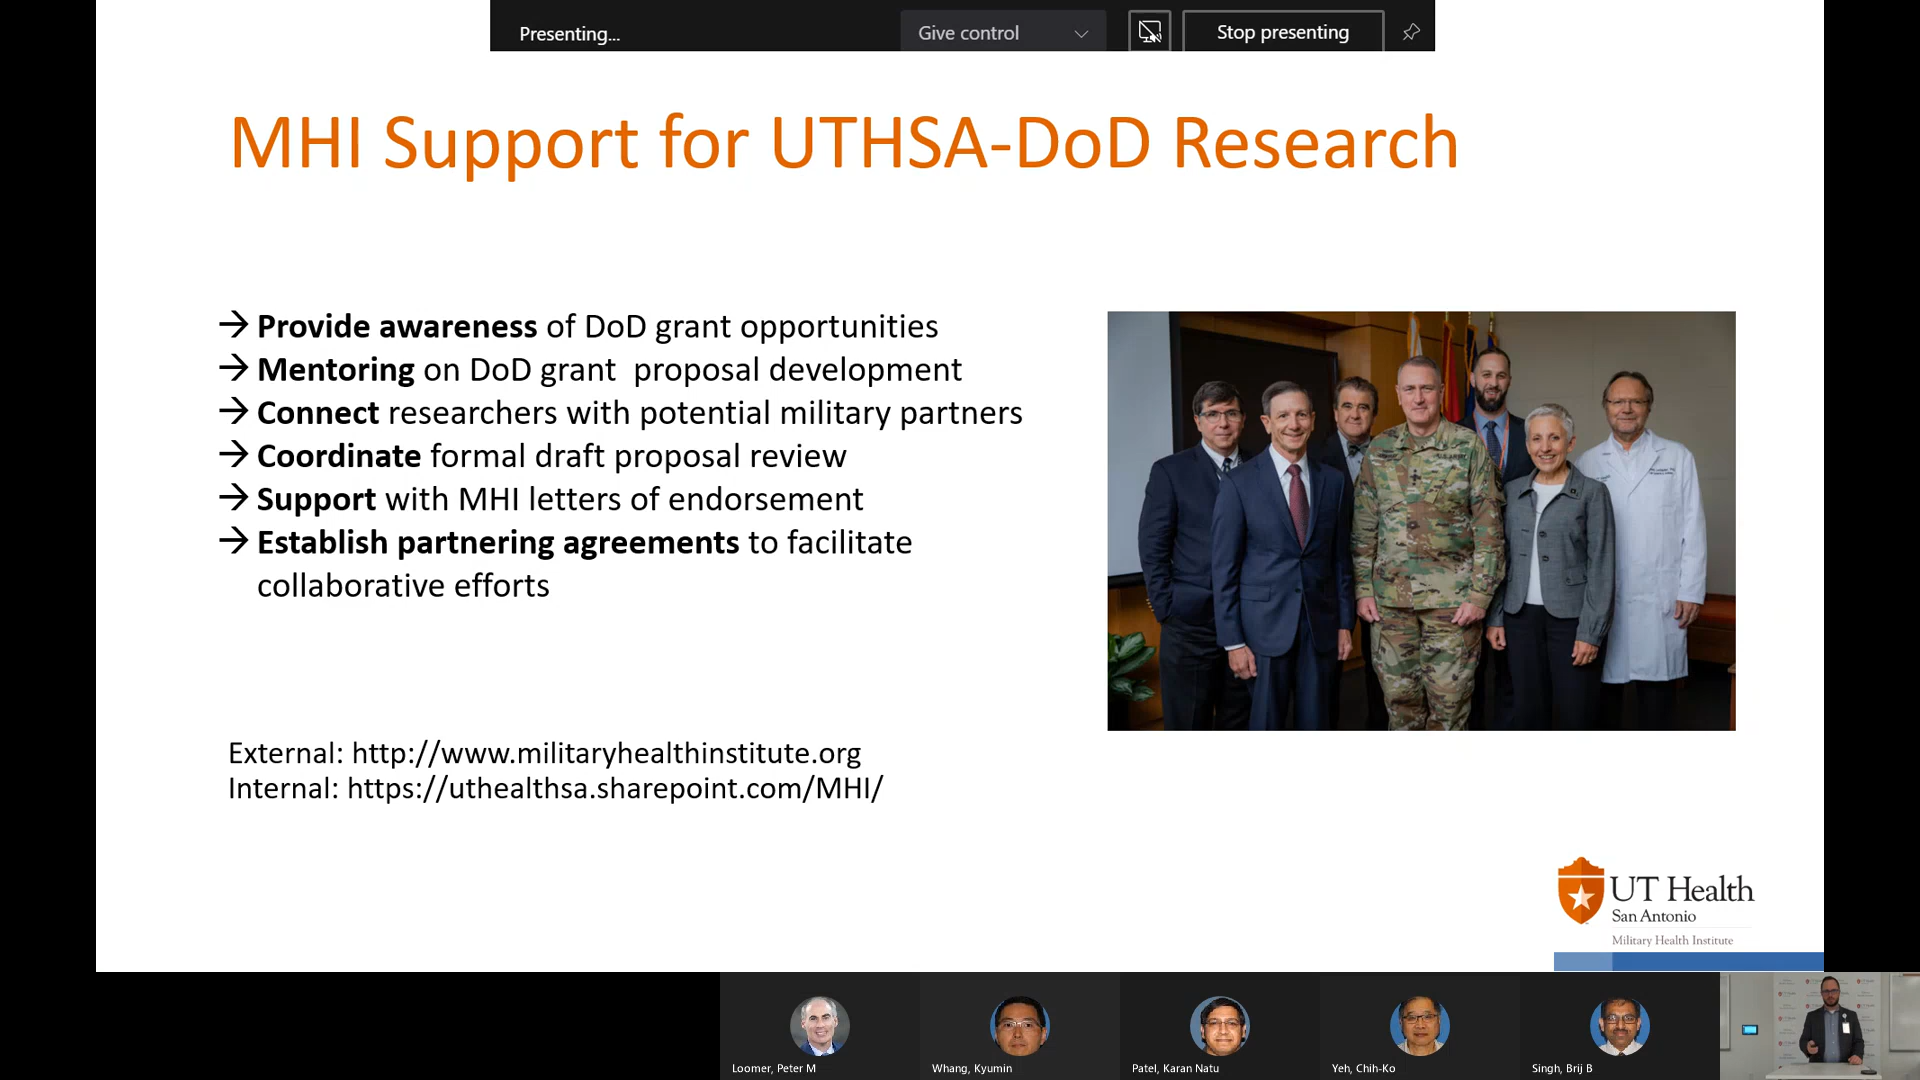 Presenting...
Give control
Stop presenting
MHI Support for UTHSA-DoD Research
→ Provide awareness of DoD grant opportunities
→ Mentoring on DoD grant  proposal development
→ Connect researchers with potential military partners
→ Coordinate formal draft proposal review
→ Support with MHI letters of endorsement
→ Establish partnering agreements to facilitate
collaborative efforts
External: http://www.militaryhealthinstitute.org
Internal: https://uthealthsa.sharepoint.com/MHI/
UT Health
San Antonio
Military Health Institute
Loomer, Peter M
Whang, Kyumin
Patel, Karan Natu
Yeh, Chih-Ko
Singh, Brij B